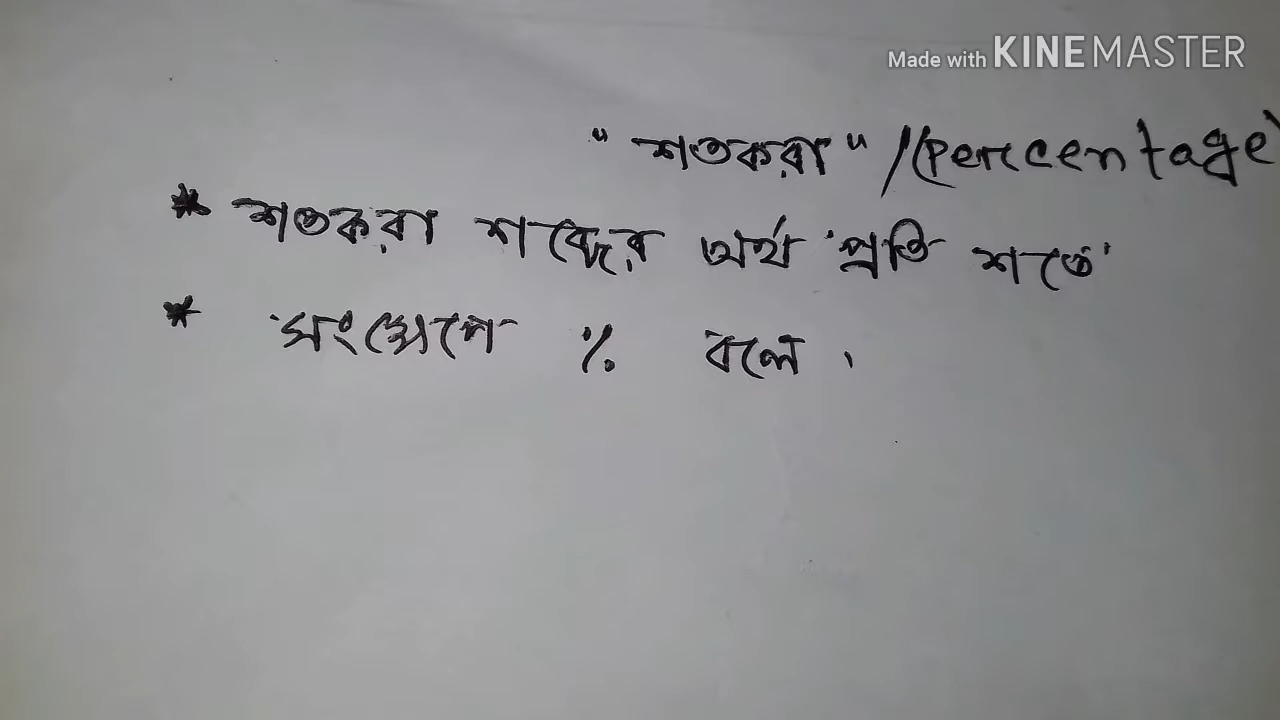 Made with KINEMASTER
"শতকরা" /(Percentage)
* শতকরা শব্দের অর্থ 'প্রতি শতে'
* সংক্ষেপে % বলে ।